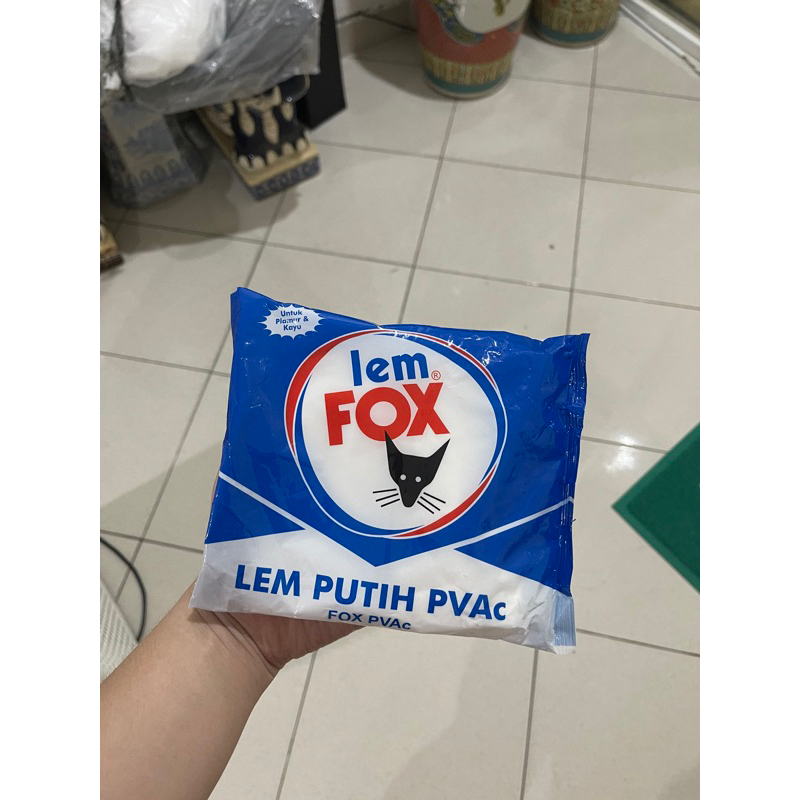 Untuk
Plamur &
Kayu
lem
FOX®
LEM PUTIH PVAc
FOX PVAc